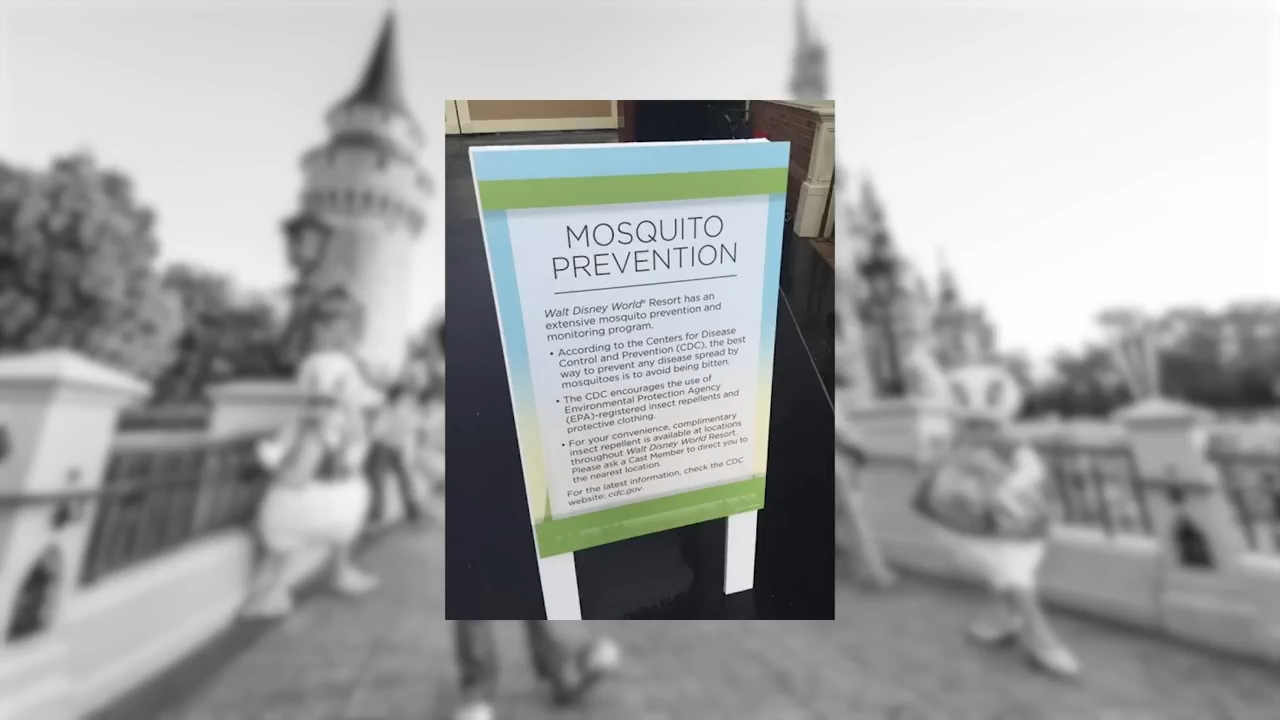 MOSQUITO
PREVENTION
Walt Disney World® Resort has an
extensive mosquito prevention and
monitoring program.
• According to the Centers for Disease
Control and Prevention (CDC), the best
way to prevent any disease spread by
mosquitoes is to avoid being bitten.
• The CDC encourages the use of
Environmental Protection Agency
(EPA)-registered insect repellents and
protective clothing.
• For your convenience, complimentary
insect repellent is available at locations
throughout Walt Disney World Resort.
Please ask a Cast Member to direct you to
the nearest location.
For the latest information, check the CDC
website: cdc.gov.